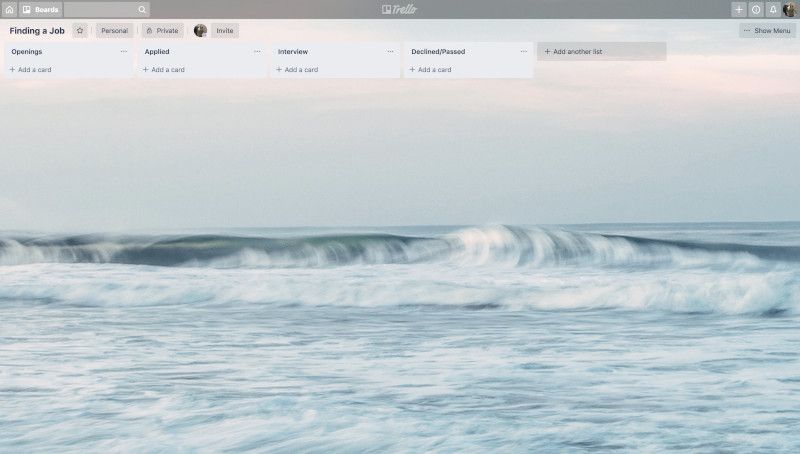 Boards
Trello
Finding a Job
Personal
Private
Invite
Show Menu
Openings
Applied
Interview
Declined/Passed
+ Add another list
+ Add a card
+ Add a card
+ Add a card
+ Add a card